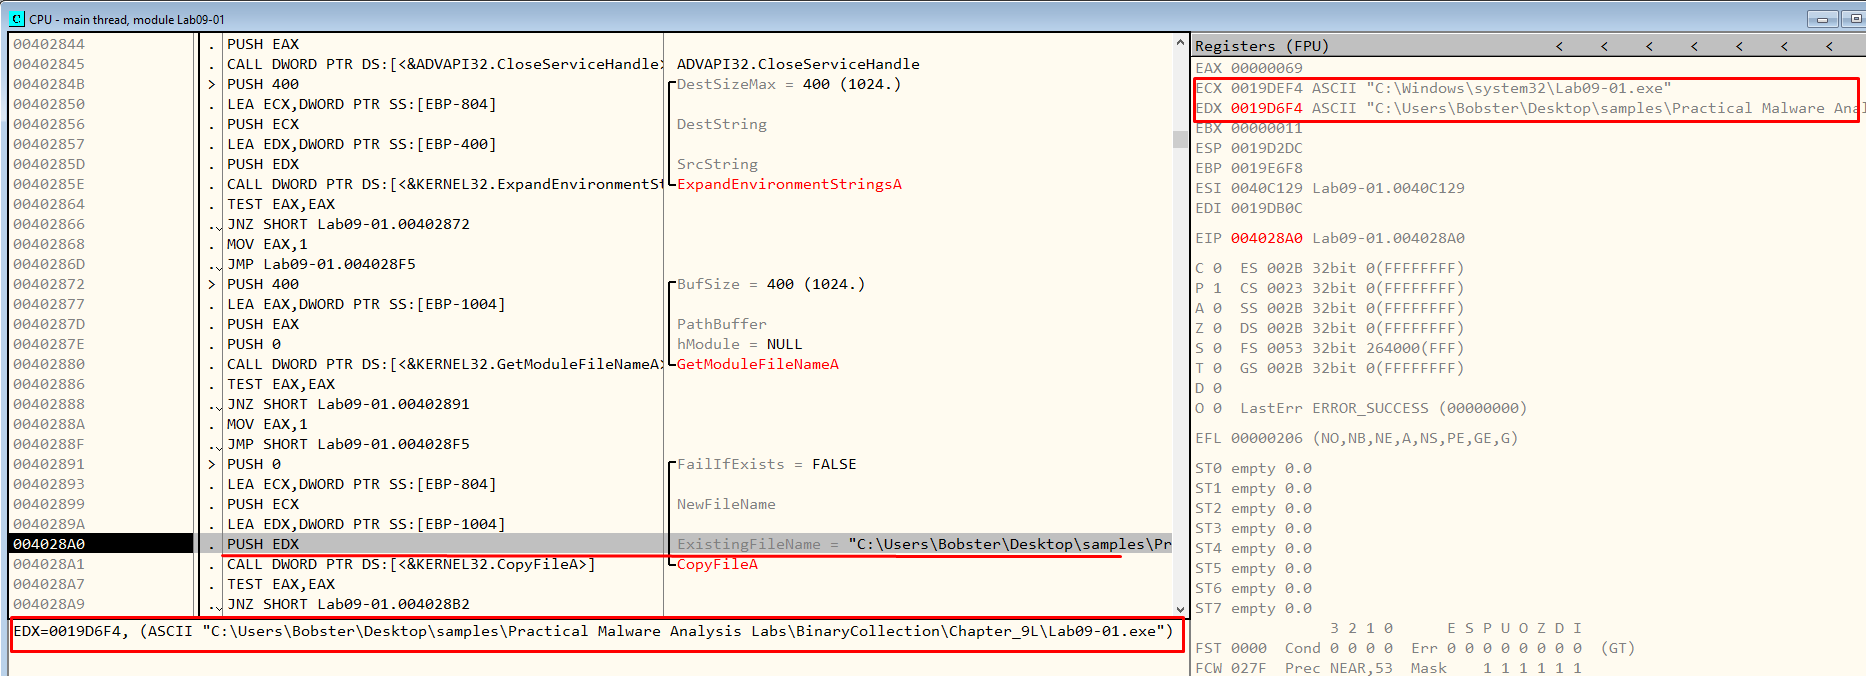 CPU - main thread, module Lab09-01
00402844 . PUSH EAX
00402845 . CALL DWORD PTR DS:[<&ADVAPI32.CloseServiceHandle> ADVAPI32.CloseServiceHandle
0040284B > PUSH 400 DestSizeMax = 400 (1024.)
00402850 . LEA ECX,DWORD PTR SS:[EBP-804]
00402856 . PUSH ECX DestString
00402857 . LEA EDX,DWORD PTR SS:[EBP-400]
0040285D . PUSH EDX SrcString
0040285E . CALL DWORD PTR DS:[<&KERNEL32.ExpandEnvironmentSt ExpandEnvironmentStringsA
00402864 . TEST EAX,EAX
00402866 . JNZ SHORT Lab09-01.00402872
00402868 . MOV EAX,1
0040286D . JMP Lab09-01.004028F5
00402872 > PUSH 400 BufSize = 400 (1024.)
00402877 . LEA EAX,DWORD PTR SS:[EBP-1004]
0040287D . PUSH EAX PathBuffer
0040287E . PUSH 0 hModule = NULL
00402880 . CALL DWORD PTR DS:[<&KERNEL32.GetModuleFileNameA> GetModuleFileNameA
00402886 . TEST EAX,EAX
00402888 . JNZ SHORT Lab09-01.00402891
0040288A . MOV EAX,1
0040288F . JMP SHORT Lab09-01.004028F5
00402891 > PUSH 0 FailIfExists = FALSE
00402893 . LEA ECX,DWORD PTR SS:[EBP-804]
00402899 . PUSH ECX NewFileName
0040289A . LEA EDX,DWORD PTR SS:[EBP-1004]
004028A0 . PUSH EDX ExistingFileName = "C:\Users\Bobster\Desktop\samples\Pr
004028A1 . CALL DWORD PTR DS:[<&KERNEL32.CopyFileA>] CopyFileA
004028A7 . TEST EAX,EAX
004028A9 . JNZ SHORT Lab09-01.004028B2
EDX=0019D6F4, (ASCII "C:\Users\Bobster\Desktop\samples\Practical Malware Analysis Labs\BinaryCollection\Chapter_9L\Lab09-01.exe")
Registers (FPU) < < < < < < <
EAX 00000069
ECX 0019DEF4 ASCII "C:\Windows\system32\Lab09-01.exe"
EDX 0019D6F4 ASCII "C:\Users\Bobster\Desktop\samples\Practical Malware Anal
EBX 00000011
ESP 0019D2DC
EBP 0019E6F8
ESI 0040C129 Lab09-01.0040C129
EDI 0019DB0C
EIP 004028A0 Lab09-01.004028A0
C 0 ES 002B 32bit 0(FFFFFFFF)
P 1 CS 0023 32bit 0(FFFFFFFF)
A 0 SS 002B 32bit 0(FFFFFFFF)
Z 0 DS 002B 32bit 0(FFFFFFFF)
S 0 FS 0053 32bit 264000(FFF)
T 0 GS 002B 32bit 0(FFFFFFFF)
D 0
O 0 LastErr ERROR_SUCCESS (00000000)
EFL 00000206 (NO,NB,NE,A,NS,PE,GE,G)
ST0 empty 0.0
ST1 empty 0.0
ST2 empty 0.0
ST3 empty 0.0
ST4 empty 0.0
ST5 empty 0.0
ST6 empty 0.0
ST7 empty 0.0
3 2 1 0 E S P U O Z D I
FST 0000 Cond 0 0 0 0 Err 0 0 0 0 0 0 0 0 (GT)
FCW 027F Prec NEAR,53 Mask 1 1 1 1 1 1